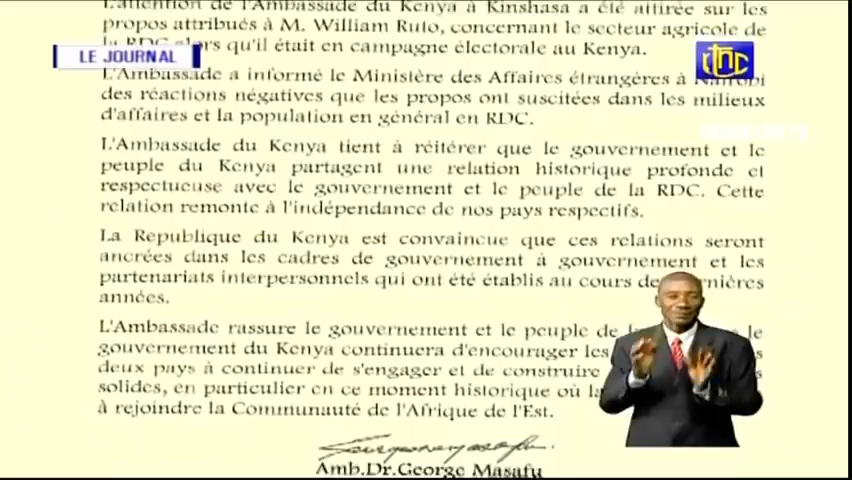 L'attention de l'Ambassade du Kenya à Kinshasa a été attirée sur les
propos attribués à M. William Ruto, concernant le secteur agricole de
la RDC alors qu'il était en campagne électorale au Kenya.
LE JOURNAL
L'Ambassade a informé le Ministère des Affaires étrangères à Nairobi
des réactions négatives que les propos ont suscitées dans les milieux
d'affaires et la population en général en RDC.
L'Ambassade du Kenya tient à réitérer que le gouvernement et le
peuple du Kenya partagent une relation historique profonde et
respectueuse avec le gouvernement et le peuple de la RDC. Cette
relation remonte à l'indépendance de nos pays respectifs.
La Republique du Kenya est convaincue que ces relations seront
ancrées dans les cadres de gouvernement à gouvernement et les
partenariats interpersonnels qui ont été établis au cours de
années.
L'Ambassade rassure le gouvernement et le peuple de le
gouvernement du Kenya continuera d'encourager les
deux pays à continuer de s'engager et de construire
solides, en particulier en ce moment historique où la
à rejoindre la Communauté de l'Afrique de l'Est.
Amb.Dr.George Masafu